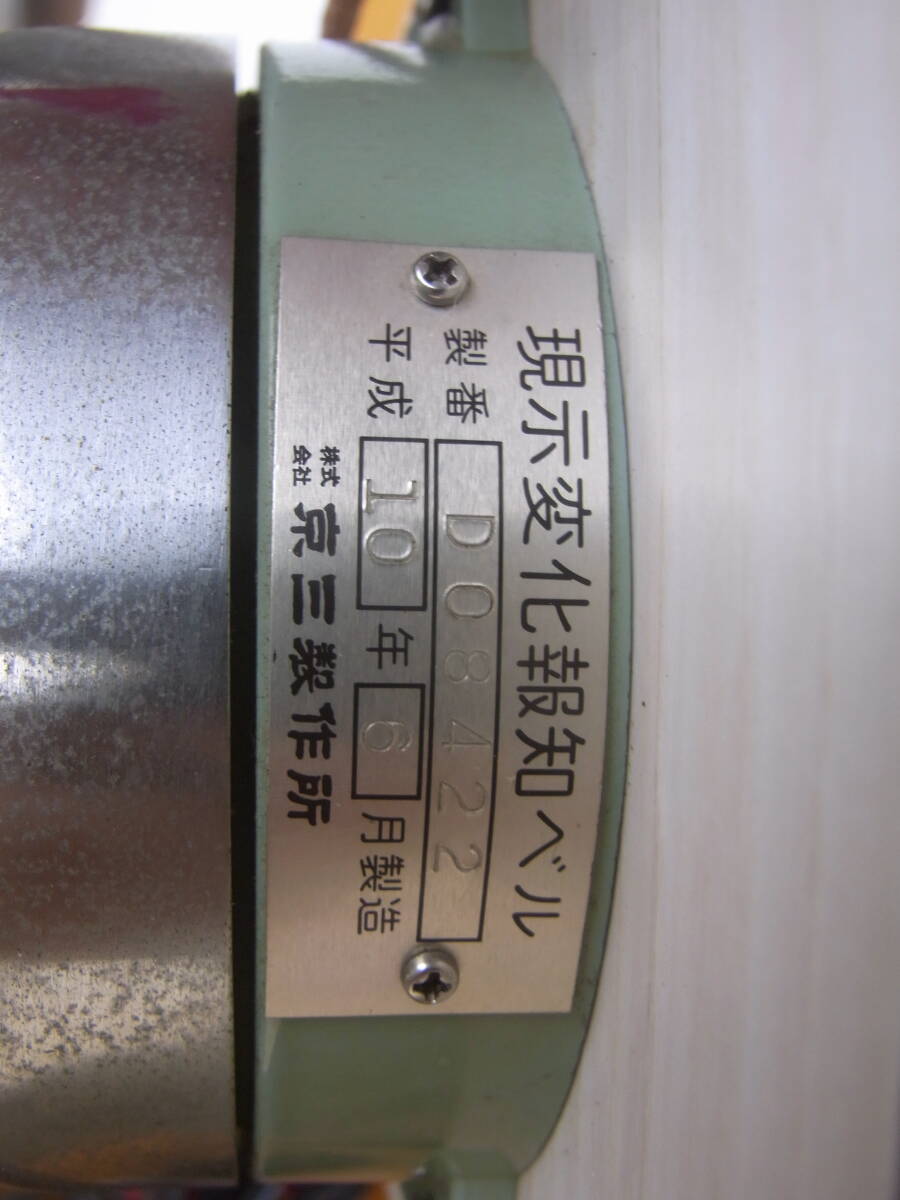 現示変化報知ベル
製番 D08422
平成 10 年 6 月製造
株式会社 京三製作所